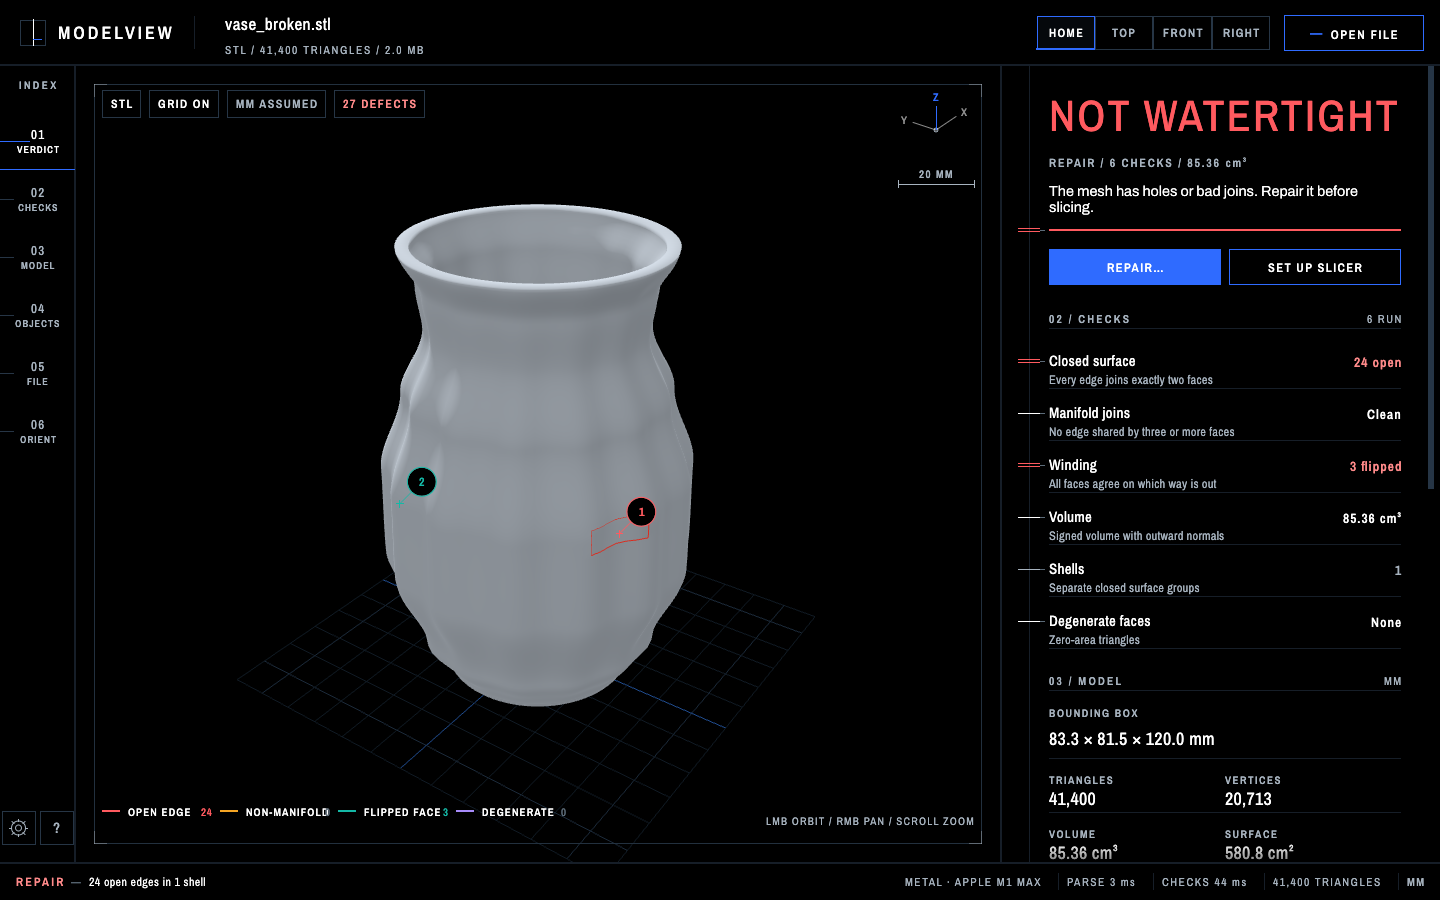 MODELVIEW
vase_broken.stl
STL / 41,400 TRIANGLES / 2.0 MB
HOME
TOP
FRONT
RIGHT
— OPEN FILE
INDEX
01
VERDICT
02
CHECKS
03
MODEL
04
OBJECTS
05
FILE
06
ORIENT
?
STL
GRID ON
MM ASSUMED
27 DEFECTS
Z
Y
X
20 MM
2
1
OPEN EDGE 24
NON-MANIFOLD 0
FLIPPED FACE 3
DEGENERATE 0
LMB ORBIT / RMB PAN / SCROLL ZOOM
NOT WATERTIGHT
REPAIR / 6 CHECKS / 85.36 cm³
The mesh has holes or bad joins. Repair it before
slicing.
REPAIR...
SET UP SLICER
02 / CHECKS
6 RUN
Closed surface
24 open
Every edge joins exactly two faces
Manifold joins
Clean
No edge shared by three or more faces
Winding
3 flipped
All faces agree on which way is out
Volume
85.36 cm³
Signed volume with outward normals
Shells
1
Separate closed surface groups
Degenerate faces
None
Zero-area triangles
03 / MODEL
MM
BOUNDING BOX
83.3 × 81.5 × 120.0 mm
TRIANGLES
VERTICES
41,400
20,713
VOLUME
SURFACE
85.36 cm³
580.8 cm²
REPAIR — 24 open edges in 1 shell
METAL · APPLE M1 MAX
PARSE 3 ms
CHECKS 44 ms
41,400 TRIANGLES
MM